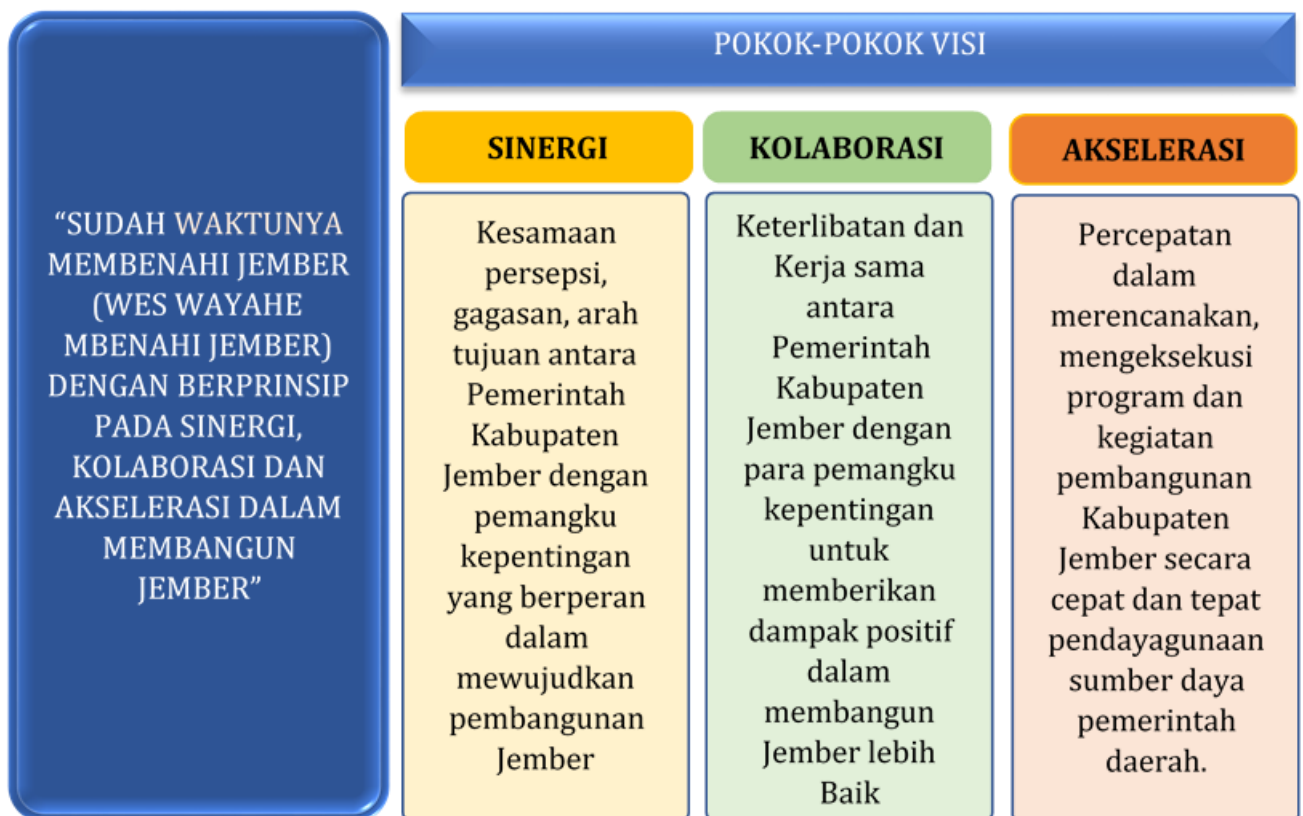 “SUDAH WAKTUNYA
MEMBENAHI JEMBER
(WES WAYAHE
MBENAHI JEMBER)
DENGAN BERPRINSIP
PADA SINERGI,
KOLABORASI DAN
AKSELERASI DALAM
MEMBANGUN
JEMBER”
POKOK-POKOK VISI
SINERGI
Kesamaan
persepsi,
gagasan, arah
tujuan antara
Pemerintah
Kabupaten
Jember dengan
pemangku
kepentingan
yang berperan
dalam
mewujudkan
pembangunan
Jember
KOLABORASI
Keterlibatan dan
Kerja sama
antara
Pemerintah
Kabupaten
Jember dengan
para pemangku
kepentingan
untuk
memberikan
dampak positif
dalam
membangun
Jember lebih
Baik
AKSELERASI
Percepatan
dalam
merencanakan,
mengeksekusi
program dan
kegiatan
pembangunan
Kabupaten
Jember secara
cepat dan tepat
pendayagunaan
sumber daya
pemerintah
daerah.